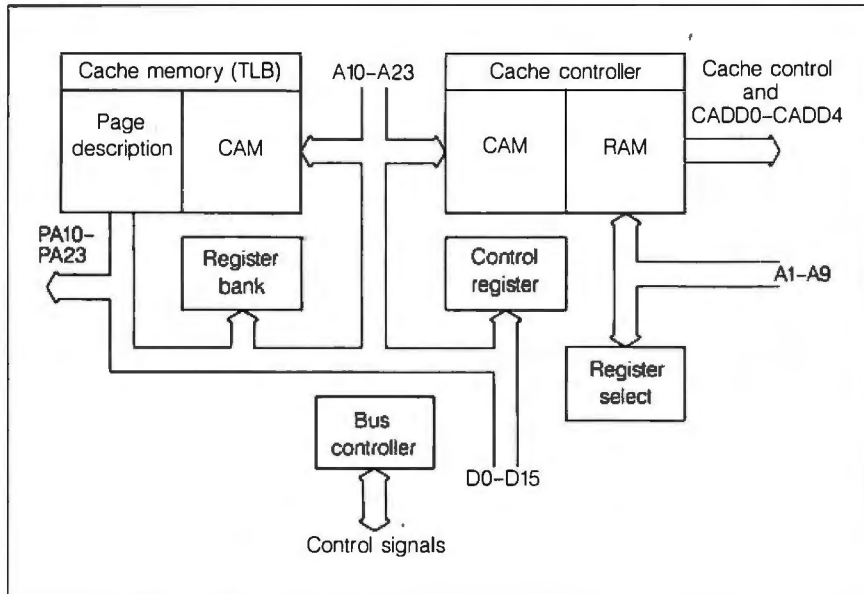 Cache memory (TLB)
A10–A23
Cache controller
Cache control
and
CADD0–CADD4
Page
description
CAM
CAM
RAM
PA10–
PA23
Register
bank
Control
register
A1–A9
Register
select
Bus
controller
D0–D15
Control signals